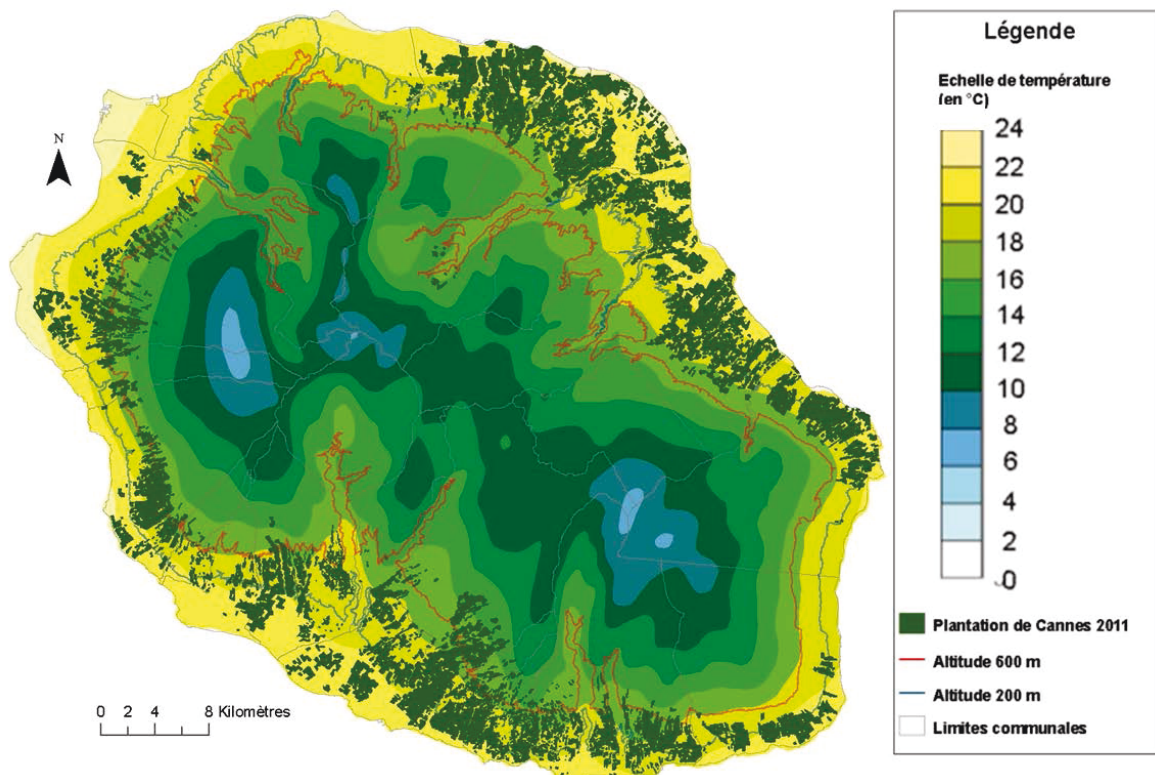 Légende
Echelle de température
(en °C)
24
22
20
18
16
14
12
10
8
6
4
2
0
Plantation de Cannes 2011
Altitude 600 m
Altitude 200 m
Limites communales
N
0 2 4 8 Kilomètres